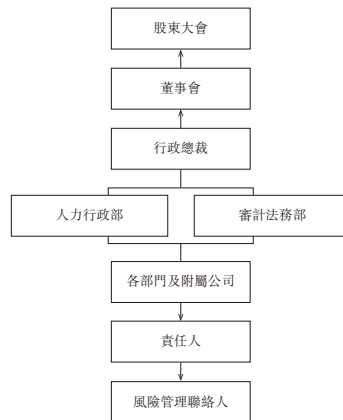 股東大會
董事會
行政總裁
人力行政部
審計法務部
各部門及附屬公司
責任人
風險管理聯絡人